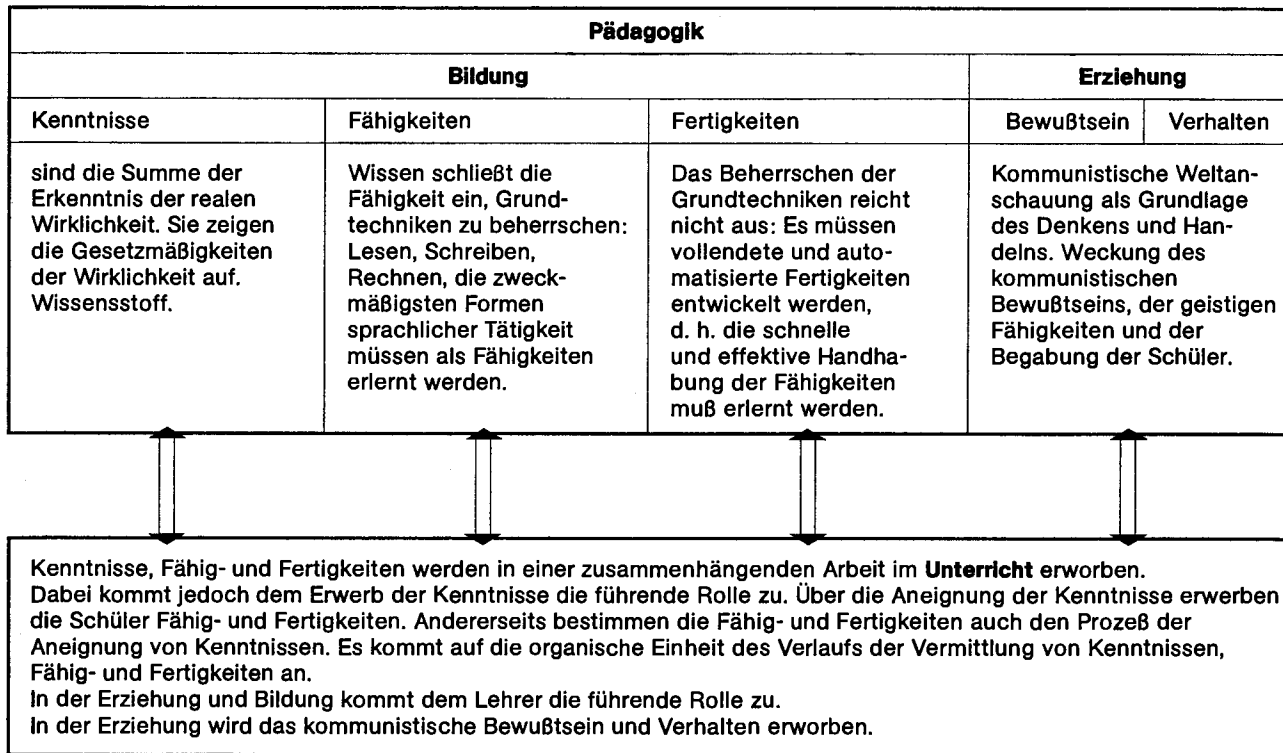 Pädagogik
Bildung
Erziehung
Kenntnisse
Fähigkeiten
Fertigkeiten
Bewußtsein
Verhalten
sind die Summe der
Erkenntnis der realen
Wirklichkeit. Sie zeigen
die Gesetzmäßigkeiten
der Wirklichkeit auf.
Wissensstoff.
Wissen schließt die
Fähigkeit ein, Grund-
techniken zu beherrschen:
Lesen, Schreiben,
Rechnen, die zweck-
mäßigsten Formen
sprachlicher Tätigkeit
müssen als Fähigkeiten
erlernt werden.
Das Beherrschen der
Grundtechniken reicht
nicht aus: Es müssen
vollendete und auto-
matisierte Fertigkeiten
entwickelt werden,
d. h. die schnelle
und effektive Handha-
bung der Fähigkeiten
muß erlernt werden.
Kommunistische Weltan-
schauung als Grundlage
des Denkens und Han-
delns. Weckung des
kommunistischen
Bewußtseins, der geistigen
Fähigkeiten und der
Begabung der Schüler.
Kenntnisse, Fähig- und Fertigkeiten werden in einer zusammenhängenden Arbeit im Unterricht erworben.
Dabei kommt jedoch dem Erwerb der Kenntnisse die führende Rolle zu. Über die Aneignung der Kenntnisse erwerben
die Schüler Fähig- und Fertigkeiten. Andererseits bestimmen die Fähig- und Fertigkeiten auch den Prozeß der
Aneignung von Kenntnissen. Es kommt auf die organische Einheit des Verlaufs der Vermittlung von Kenntnissen,
Fähig- und Fertigkeiten an.
In der Erziehung und Bildung kommt dem Lehrer die führende Rolle zu.
In der Erziehung wird das kommunistische Bewußtsein und Verhalten erworben.